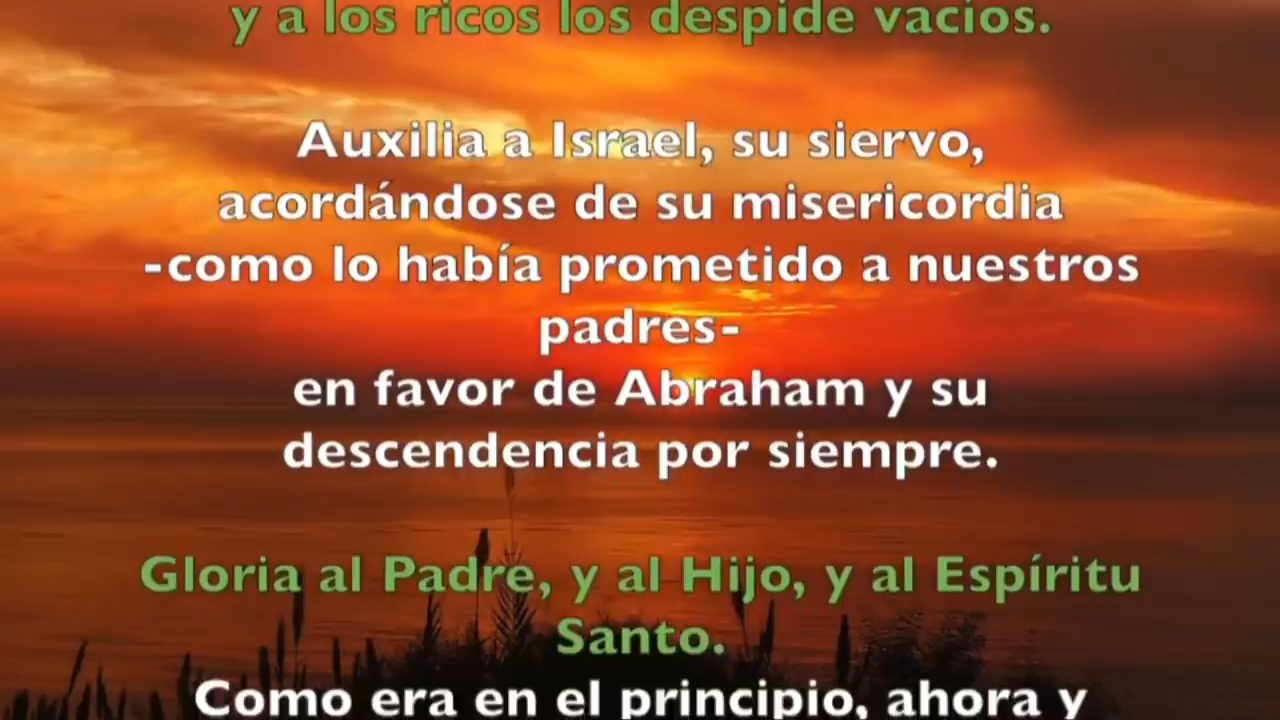 y a los ricos los despide vacíos.
Auxilia a Israel, su siervo,
acordándose de su misericordia
-como lo había prometido a nuestros
padres-
en favor de Abraham y su
descendencia por siempre.
Gloria al Padre, y al Hijo, y al Espíritu
Santo.
Como era en el principio, ahora y